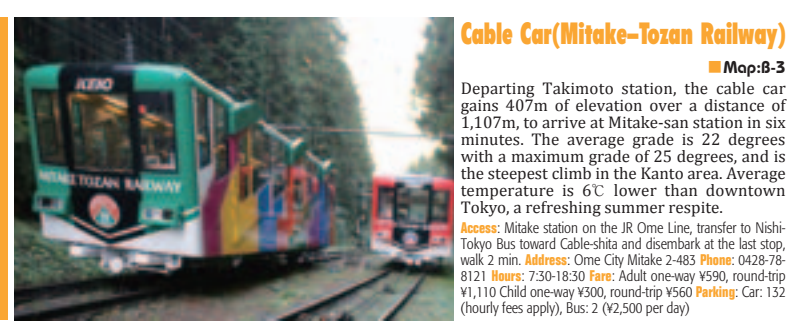 Cable Car(Mitake–Tozan Railway)
■Map:B-3
Departing Takimoto station, the cable car
gains 407m of elevation over a distance of
1,107m, to arrive at Mitake-san station in six
minutes. The average grade is 22 degrees
with a maximum grade of 25 degrees, and is
the steepest climb in the Kanto area. Average
temperature is 6℃ lower than downtown
Tokyo, a refreshing summer respite.
Access: Mitake station on the JR Ome Line, transfer to Nishi-
Tokyo Bus toward Cable-shita and disembark at the last stop,
walk 2 min. Address: Ome City Mitake 2-483 Phone: 0428-78-
8121 Hours: 7:30-18:30 Fare: Adult one-way ¥590, round-trip
¥1,110 Child one-way ¥300, round-trip ¥560 Parking: Car: 132
(hourly fees apply), Bus: 2 (¥2,500 per day)
KEIO
MITAKE TOZAN RAILWAY